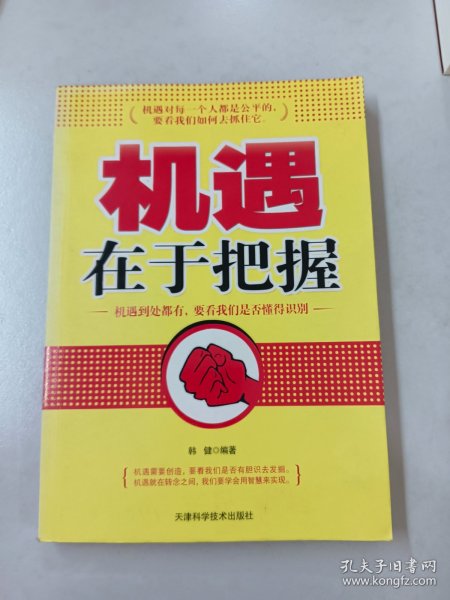 机遇对每一个人都是公平的，
要看我们如何去抓住它。
机遇
在于把握
机遇到处都有，要看我们是否懂得识别
韩 健◎编著
机遇需要创造，要看我们是否有胆识去发掘。
机遇就在转念之间，我们要学会用智慧来实现。
天津科学技术出版社
孔夫子旧书网
www.kongfz.com